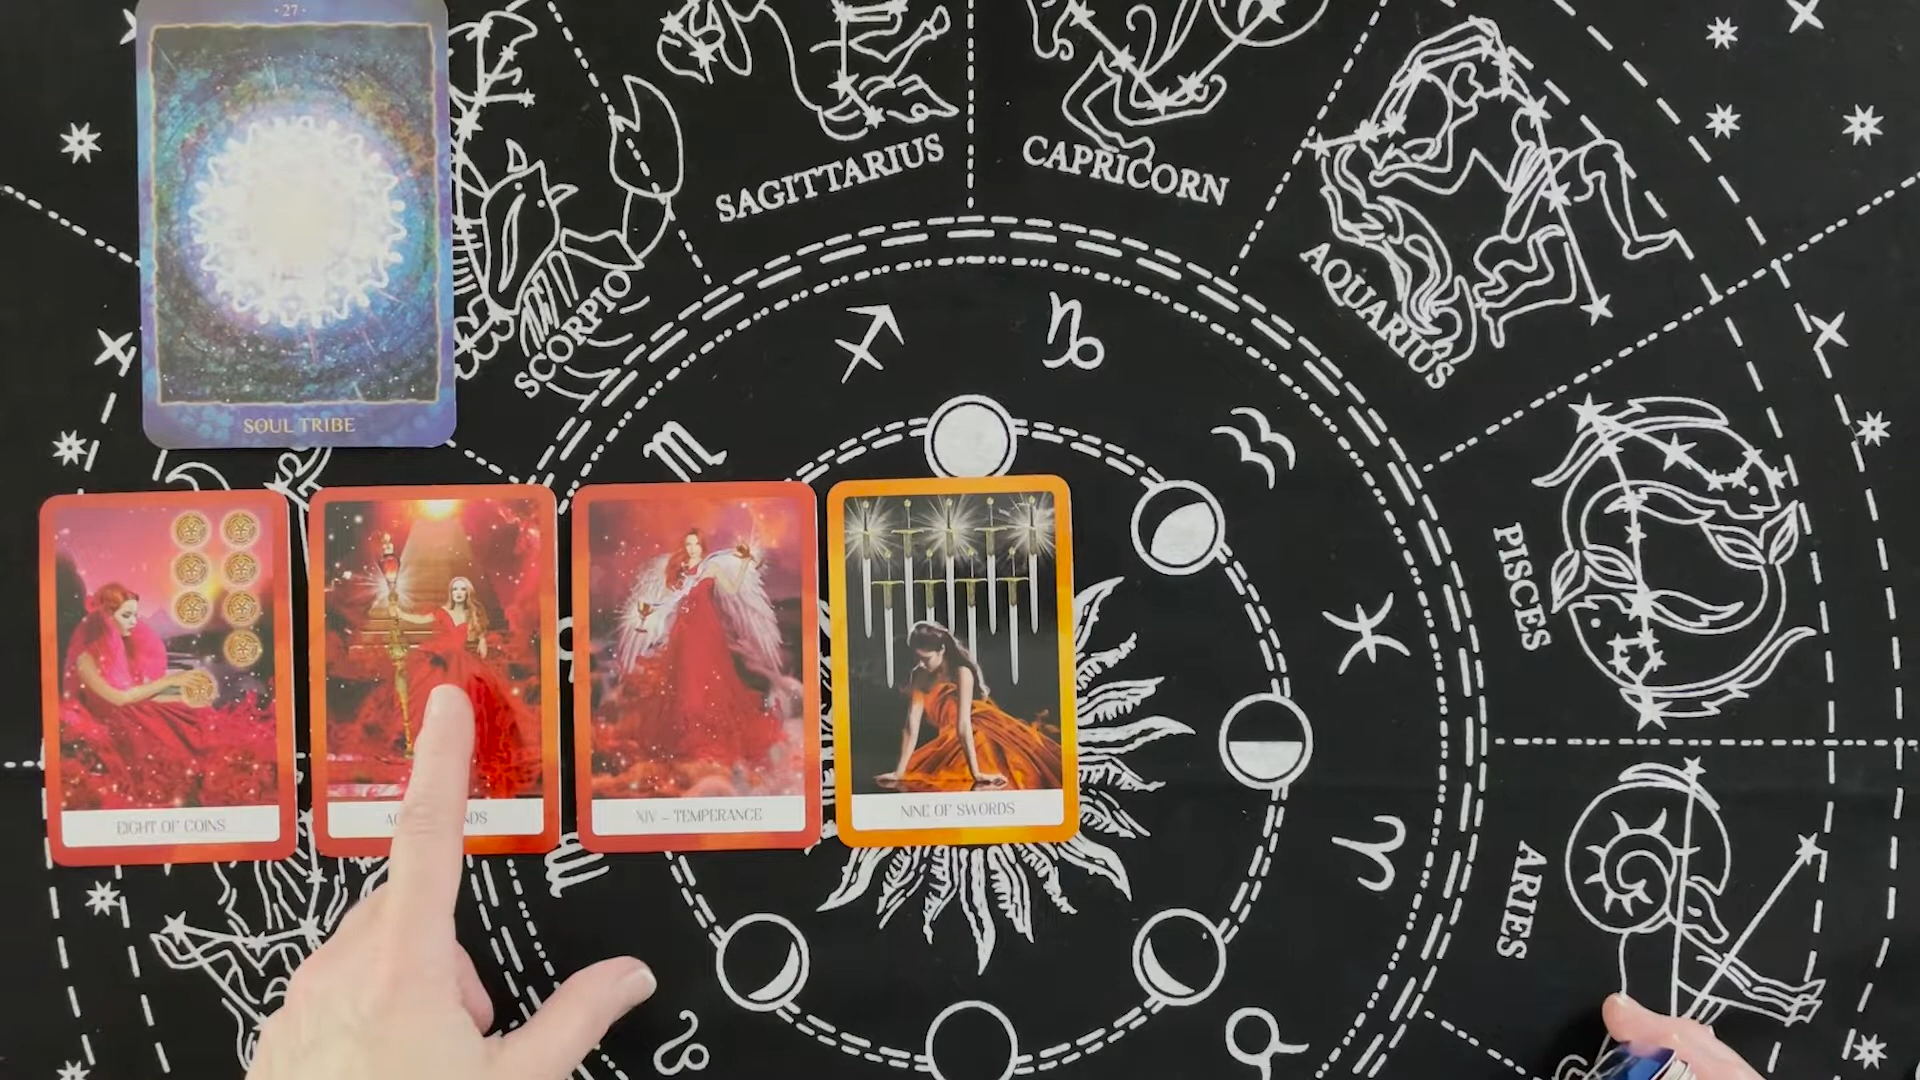 · 27 ·
SOUL TRIBE
SAGITTARIUS
CAPRICORN
AQUARIUS
SCORPIO
PISCES
ARIES
EIGHT OF COINS
XIV – TEMPERANCE
NINE OF SWORDS